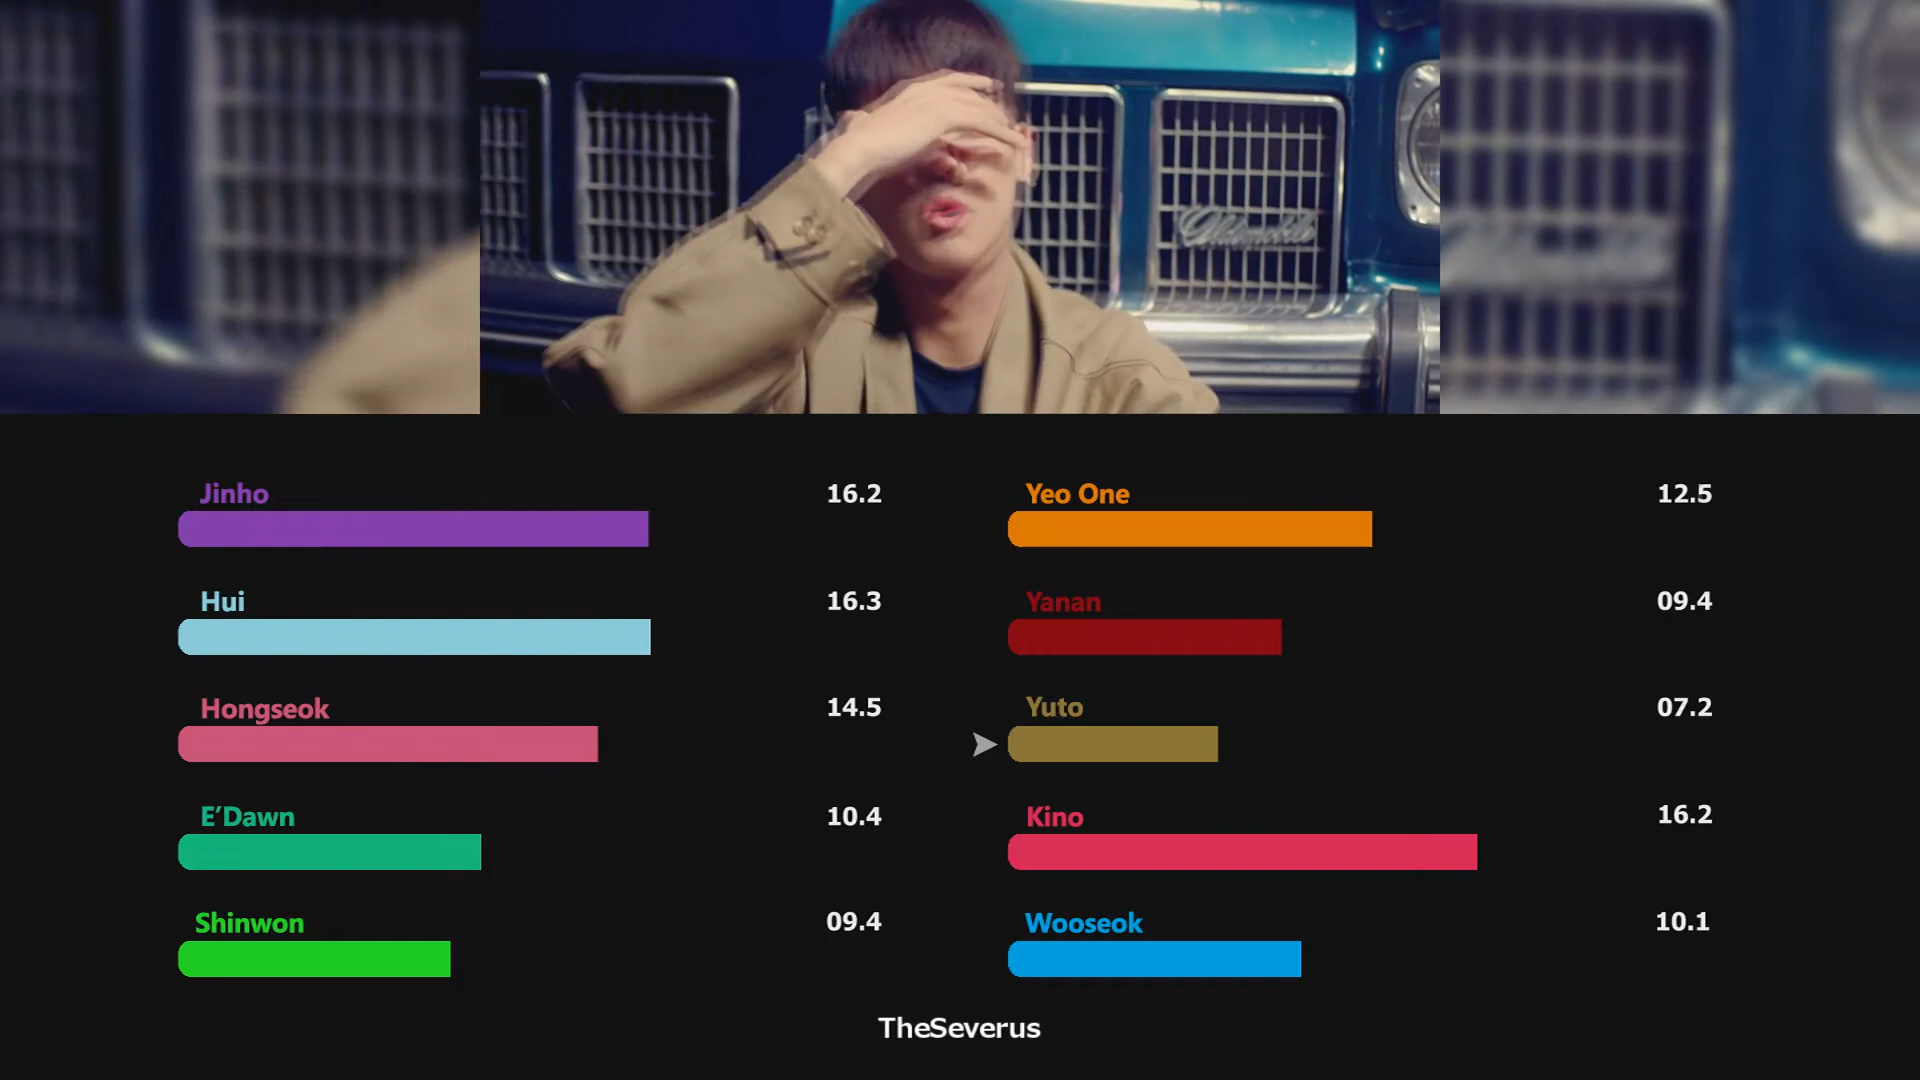 Oldsmobile
Jinho 16.2
Yeo One 12.5
Hui 16.3
Yanan 09.4
Hongseok 14.5
Yuto 07.2
E'Dawn 10.4
Kino 16.2
Shinwon 09.4
Wooseok 10.1
TheSeverus